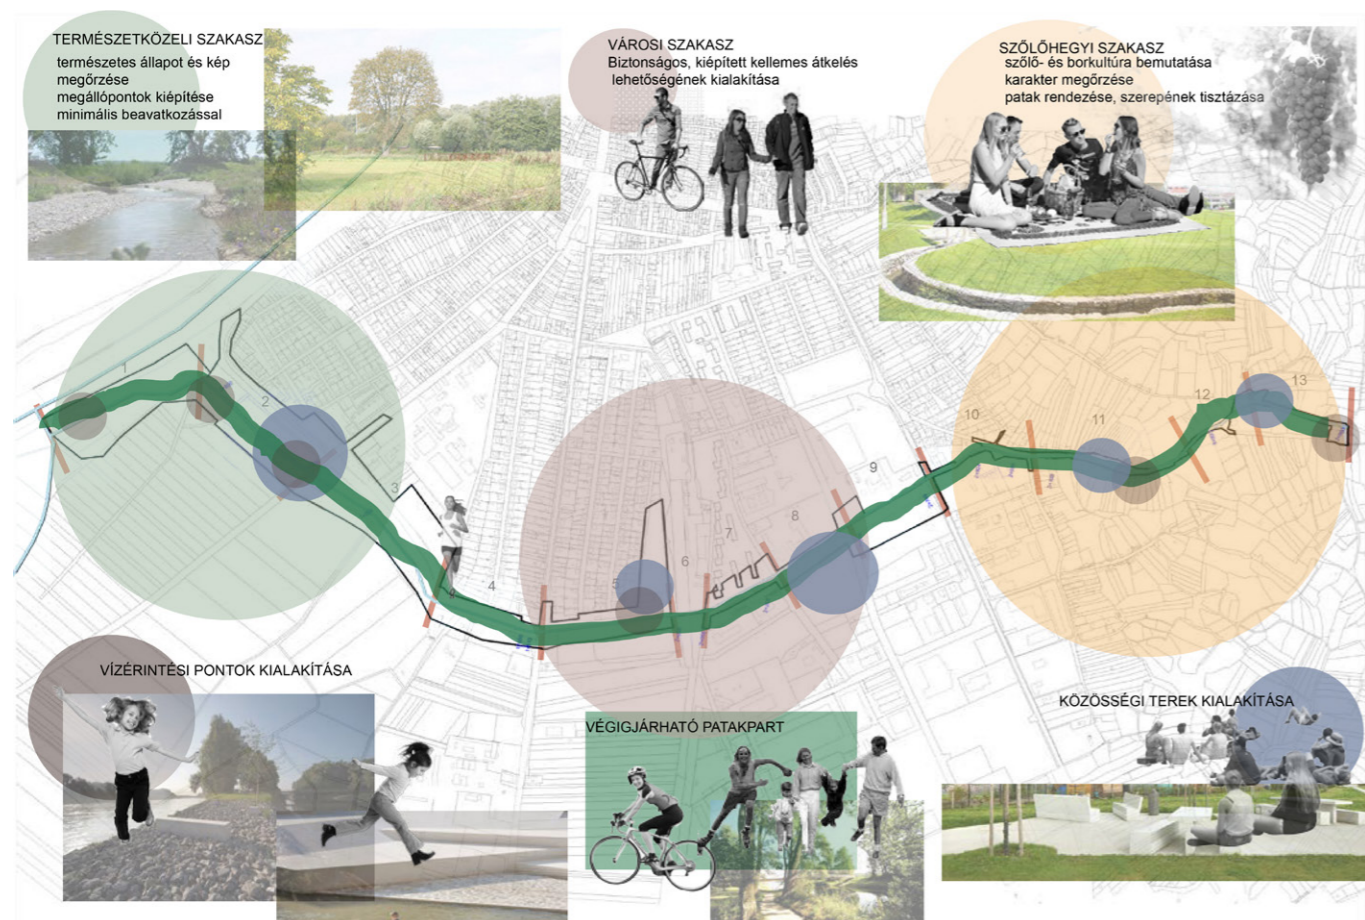 TERMÉSZETKÖZELI SZAKASZ
természetes állapot és kép
megőrzése
megállópontok kiépítése
minimális beavatkozással
VÁROSI SZAKASZ
Biztonságos, kiépített kellemes átkelés
lehetőségének kialakítása
SZŐLŐHEGYI SZAKASZ
szőlő- és borkultúra bemutatása
karakter megőrzése
patak rendezése, szerepének tisztázása
1
2
3
4
5
6
7
8
9
10
11
12
13
VÍZÉRINTÉSI PONTOK KIALAKÍTÁSA
VÉGIGJÁRHATÓ PATAKPART
KÖZÖSSÉGI TEREK KIALAKÍTÁSA